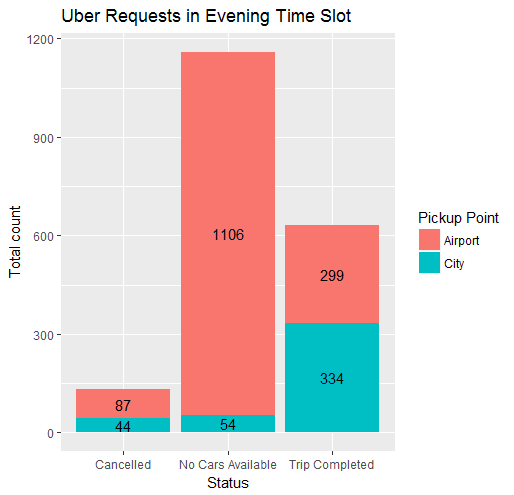 Uber Requests in Evening Time Slot
Total count
1200
900
600
300
0
87
44
1106
54
299
334
Cancelled
No Cars Available
Trip Completed
Status
Pickup Point
Airport
City